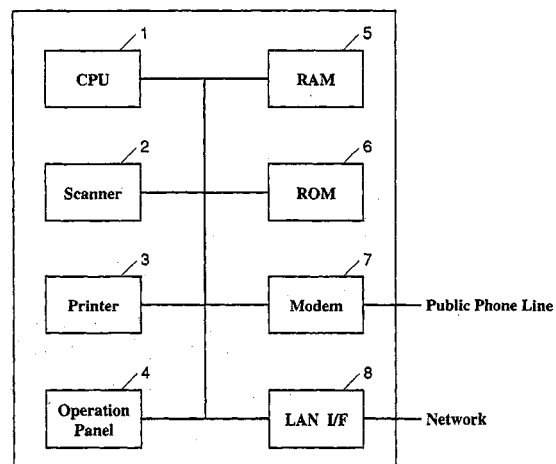 1
CPU
5
RAM
2
Scanner
6
ROM
3
Printer
7
Modem
Public Phone Line
4
Operation
Panel
8
LAN I/F
Network